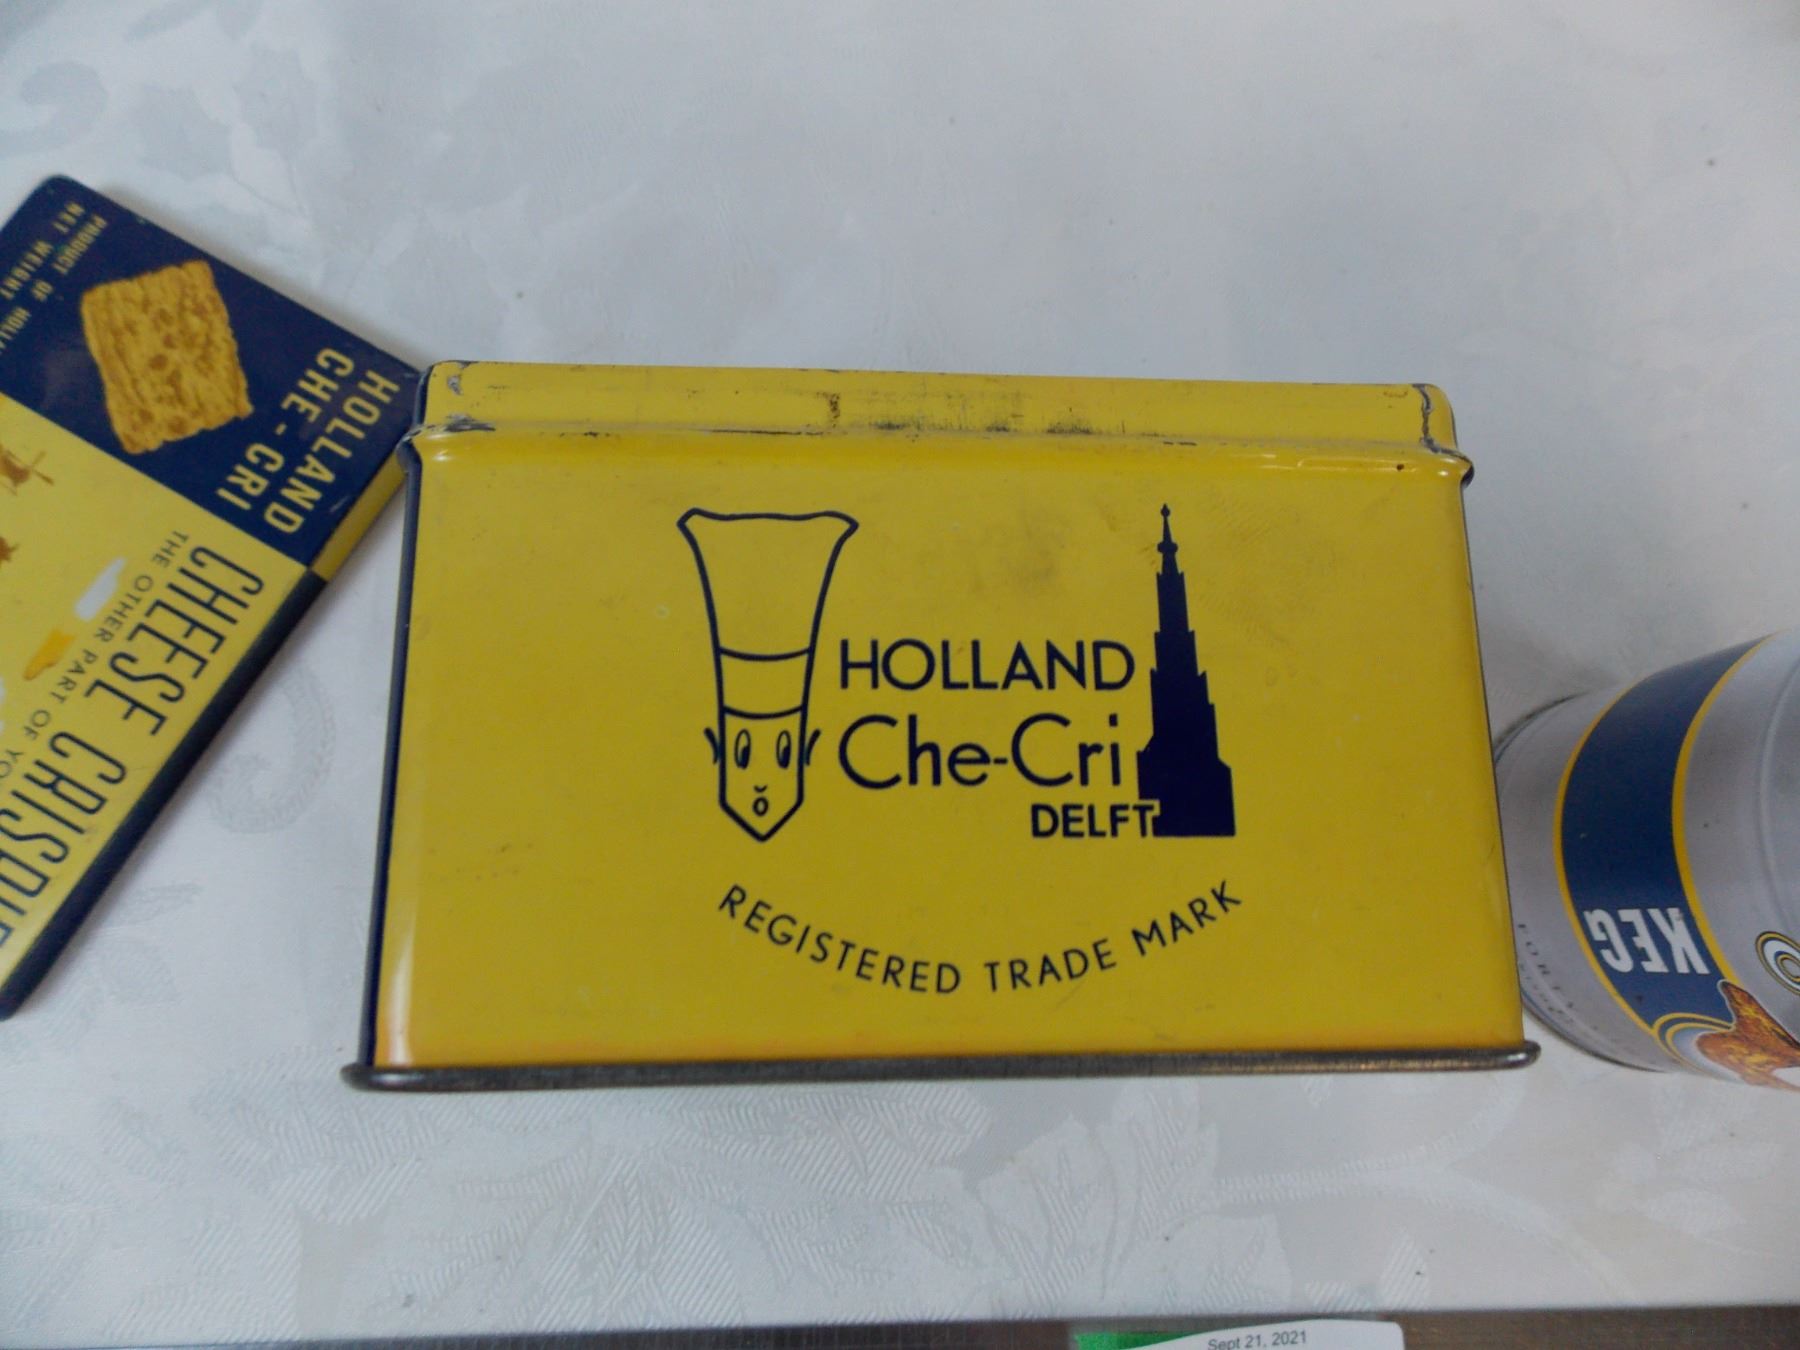 NET WEIGHT
PRODUCT OF
HOLLAND
CHE-CRI
CHEESE CRISPIE
THE OTHER PART OF
HOLLAND
Che-Cri
DELFT
REGISTERED TRADE MARK
KEG
Sept 21, 2021